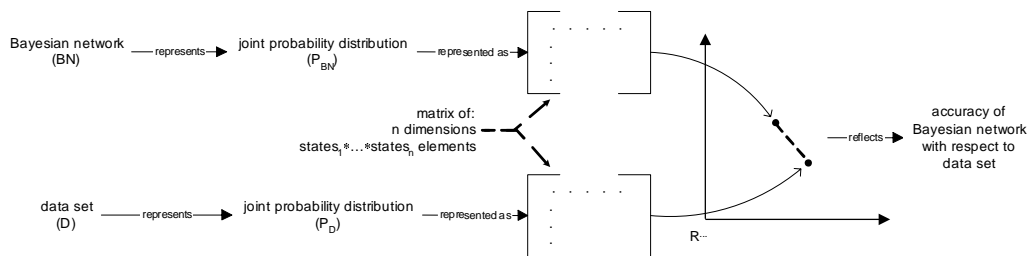 Bayesian network
(BN)
represents
joint probability distribution
(P_BN)
represented as
matrix of:
n dimensions
states_1*...*states_n elements
data set
(D)
represents
joint probability distribution
(P_D)
represented as
R...
reflects
accuracy of
Bayesian network
with respect to
data set